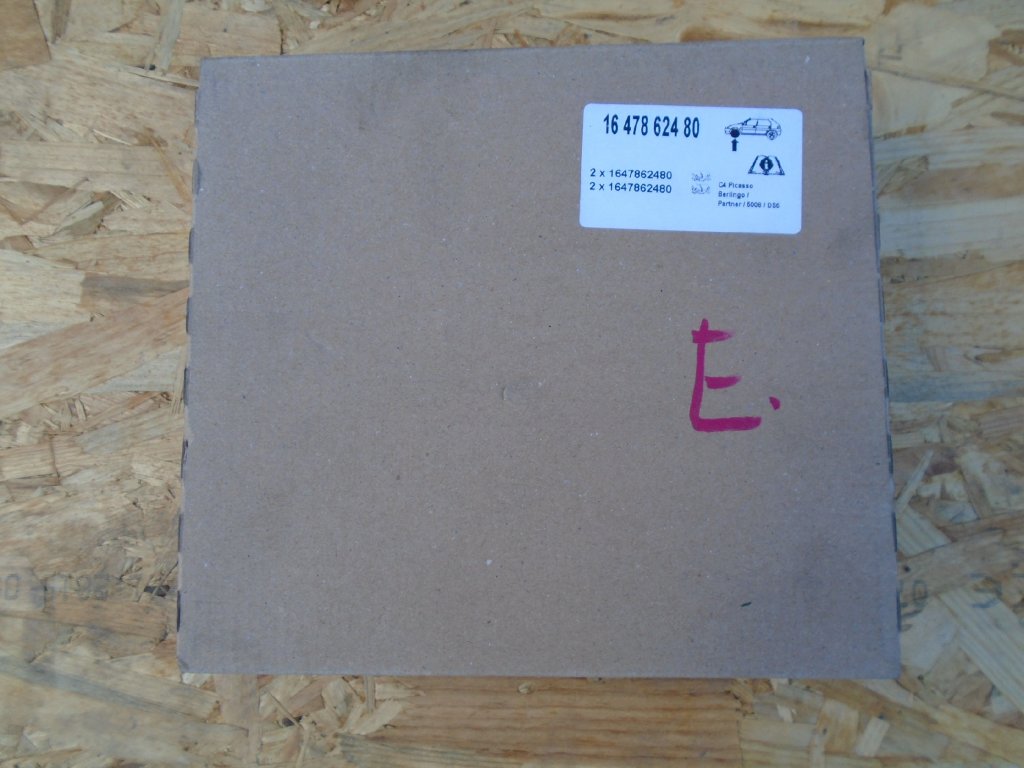 16 478 624 80
2 x 1647862480
2 x 1647862480
C4 Picasso
Berlingo /
Partner / 5008 / DS5
E.